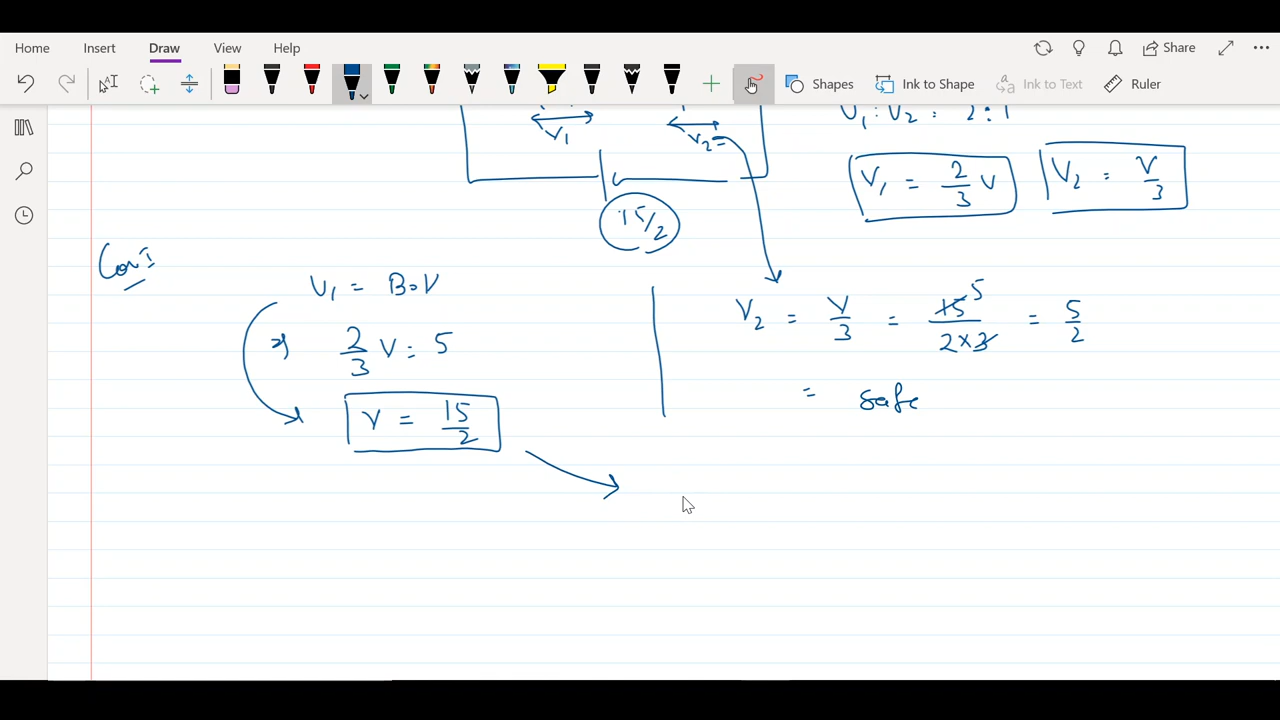 Home Insert Draw View Help Share
Shapes Ink to Shape Ink to Text Ruler
V1 V2 =
V1 : V2 = 2 : 1
V1 = 2/3 V
V2 = V/3
15/2
V1 = B.V
V2 = V/3 = 15/2×3 = 5/2
5
⇒ 2/3 V = 5
= safe
V = 15/2